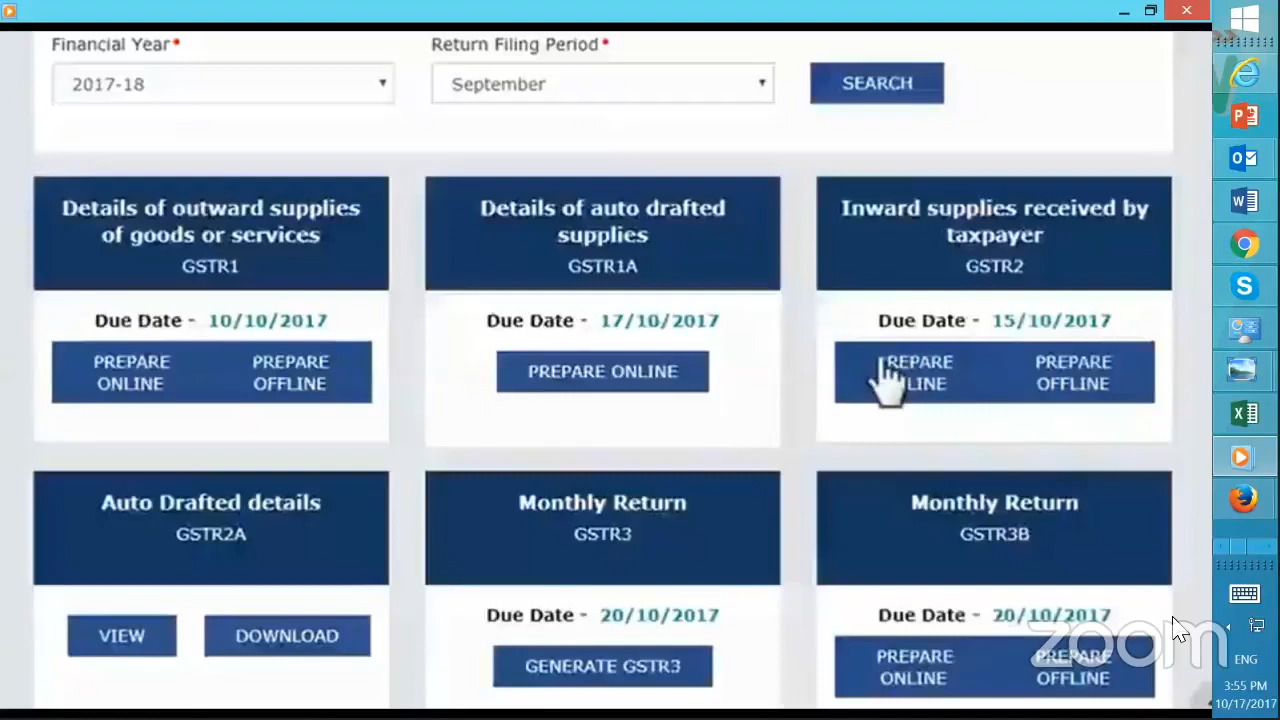 Financial Year*
Return Filing Period*
2017-18
September
SEARCH
Details of outward supplies
of goods or services
GSTR1
Due Date - 10/10/2017
PREPARE
ONLINE
PREPARE
OFFLINE
Details of auto drafted
supplies
GSTR1A
Due Date - 17/10/2017
PREPARE ONLINE
Inward supplies received by
taxpayer
GSTR2
Due Date - 15/10/2017
PREPARE
OFFLINE
Auto Drafted details
GSTR2A
VIEW
DOWNLOAD
Monthly Return
GSTR3
Due Date - 20/10/2017
GENERATE GSTR3
Monthly Return
GSTR3B
Due Date - 20/10/2017
PREPARE
ONLINE
PREPARE
OFFLINE
zoom
ENG
3:55 PM
10/17/2017